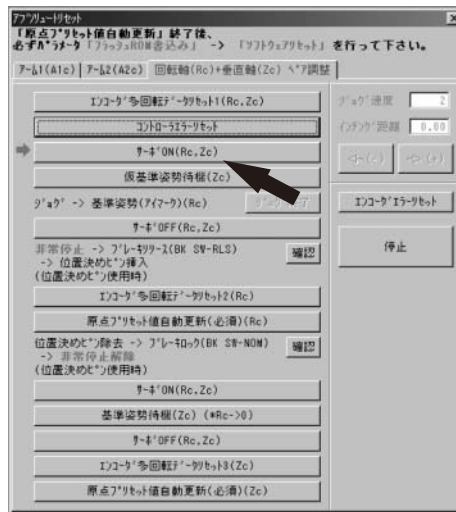 アブソリュートリセット
「原点プリセット値自動更新」終了後、
必ずパラメータ「フラッシュROM書込み」 -> 「ソフトウェアリセット」 を行って下さい。
アーム1(A1c) アーム2(A2c) 回転軸(Rc)+垂直軸(Zc) ペア調整
エンコーダ多回転データリセット1(Rc,Zc)
コントローラエラーリセット
サーボON(Rc,Zc)
仮基準姿勢待機(Zc)
ジョグ -> 基準姿勢(アイマーク)(Rc) ジョグ終了
サーボOFF(Rc,Zc)
非常停止 -> ブレーキリリース(BK SW-RLS)
-> 位置決めピン挿入
(位置決めピン使用時)
確認
エンコーダ多回転データリセット2(Rc)
原点プリセット値自動更新(必須)(Rc)
位置決めピン除去 -> ブレーキロック(BK SW-NOM)
-> 非常停止解除
(位置決めピン使用時)
確認
サーボON(Rc,Zc)
基準姿勢待機(Zc) (*Rc->0)
サーボOFF(Rc,Zc)
エンコーダ多回転データリセット3(Zc)
原点プリセット値自動更新(必須)(Zc)
ジョグ速度 2
インチング距離 0.00
<-(-) ->(+)
エンコーダエラーリセット
停止